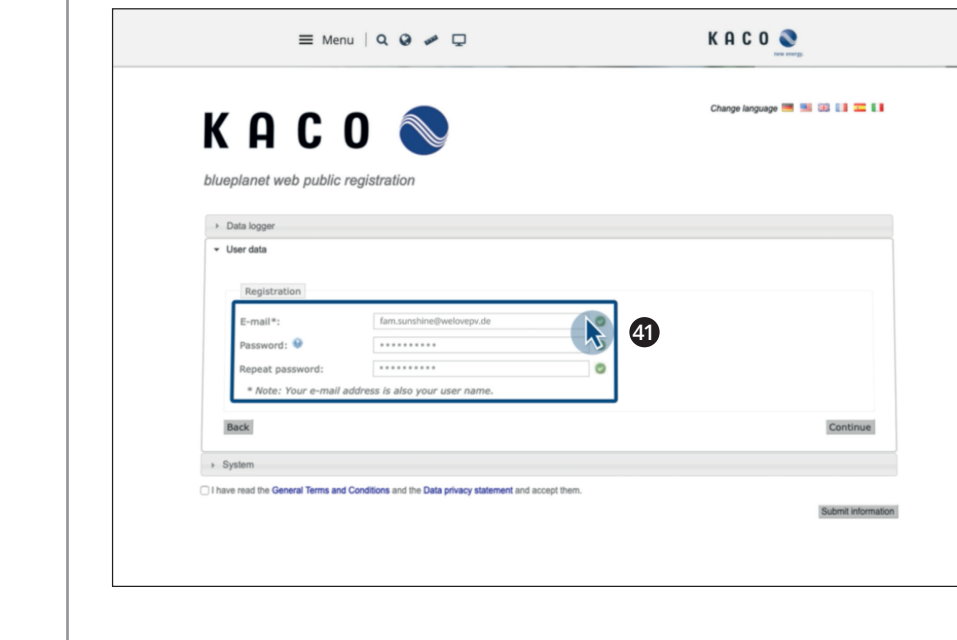 Menu
KACO
new energy.
Change language
KACO
blueplanet web public registration
Data logger
User data
Registration
E-mail*:
fam.sunshine@welovepv.de
41
Password:
**********
Repeat password:
**********
* Note: Your e-mail address is also your user name.
Back
Continue
System
I have read the General Terms and Conditions and the Data privacy statement and accept them.
Submit information